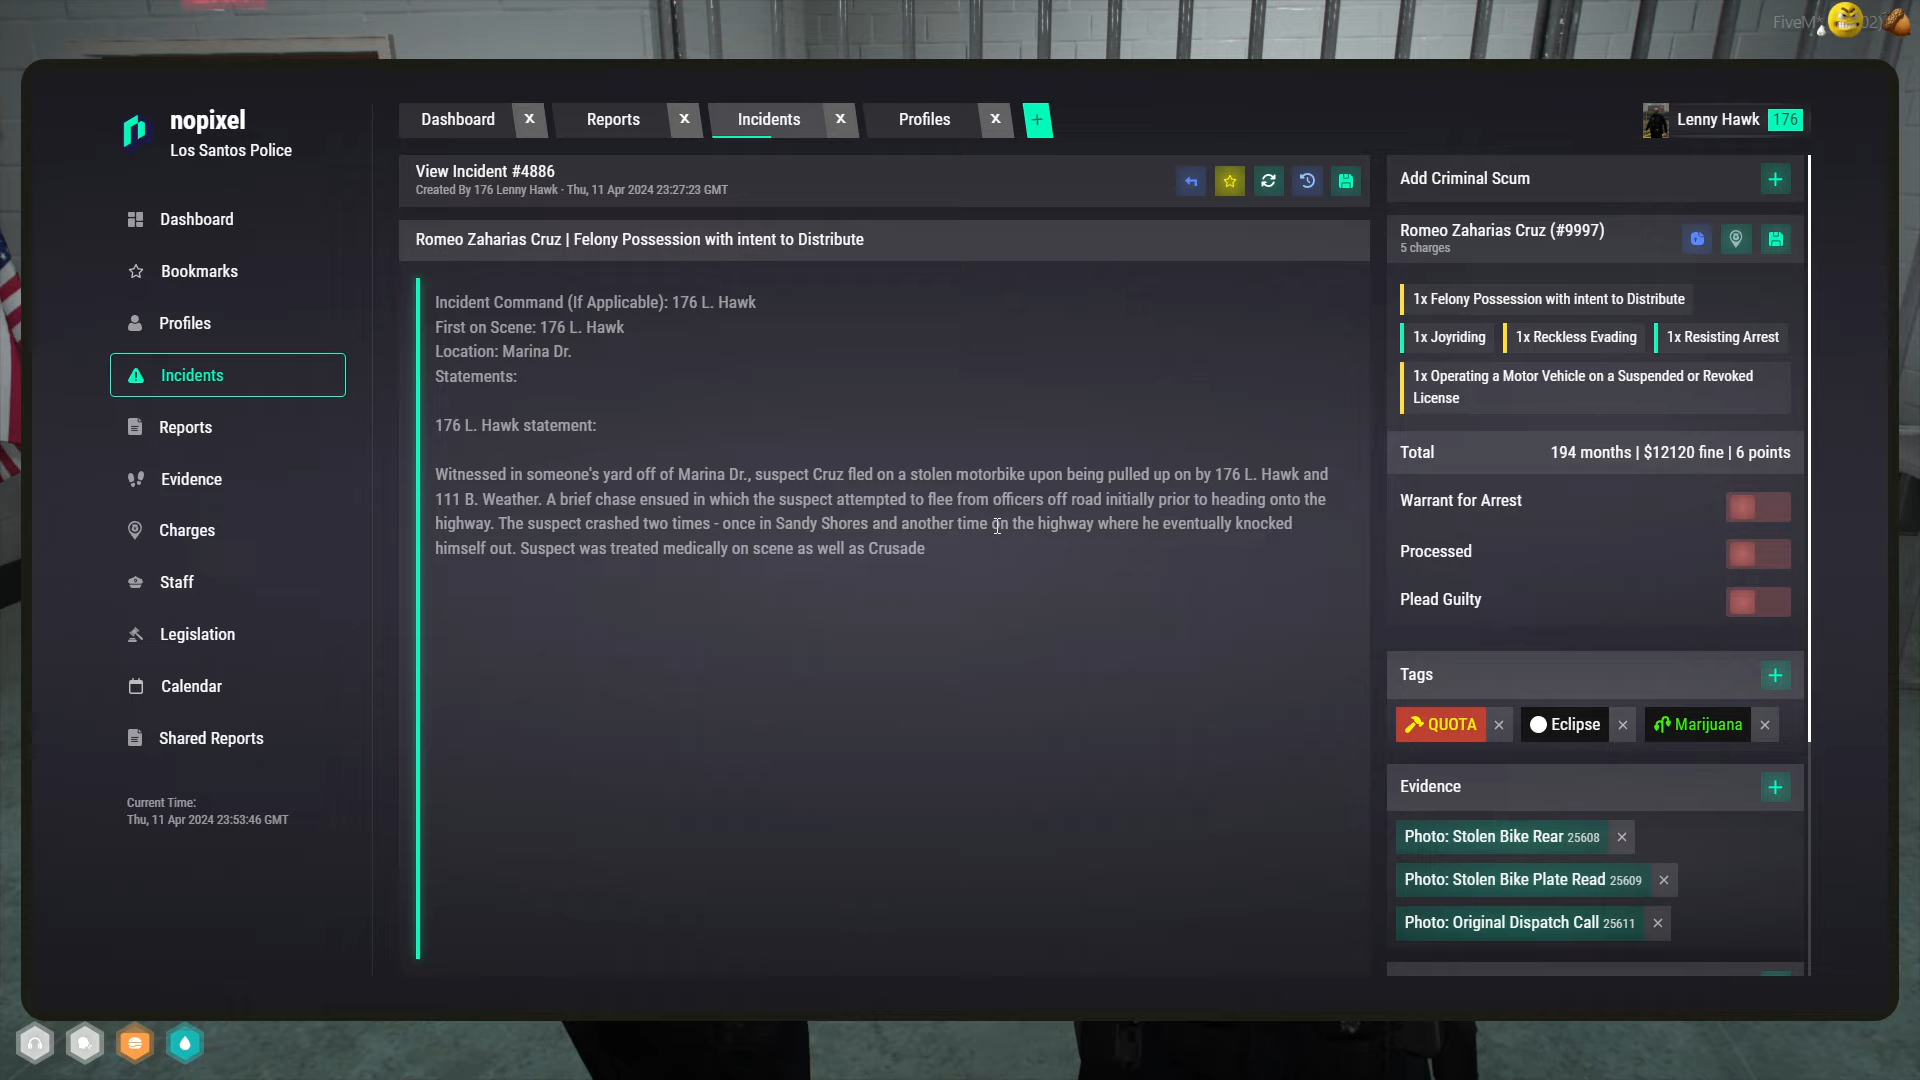 FiveM
nopixel
Los Santos Police
Dashboard
Bookmarks
Profiles
Incidents
Reports
Evidence
Charges
Staff
Legislation
Calendar
Shared Reports
Current Time:
Thu, 11 Apr 2024 23:53:46 GMT
Dashboard x Reports x Incidents x Profiles x +
Lenny Hawk 176
View Incident #4886
Created By 176 Lenny Hawk · Thu, 11 Apr 2024 23:27:23 GMT
Romeo Zaharias Cruz | Felony Possession with intent to Distribute
Incident Command (If Applicable): 176 L. Hawk
First on Scene: 176 L. Hawk
Location: Marina Dr.
Statements:
176 L. Hawk statement:
Witnessed in someone's yard off of Marina Dr., suspect Cruz fled on a stolen motorbike upon being pulled up on by 176 L. Hawk and
111 B. Weather. A brief chase ensued in which the suspect attempted to flee from officers off road initially prior to heading onto the
highway. The suspect crashed two times - once in Sandy Shores and another time on the highway where he eventually knocked
himself out. Suspect was treated medically on scene as well as Crusade
Add Criminal Scum
Romeo Zaharias Cruz (#9997)
5 charges
1x Felony Possession with intent to Distribute
1x Joyriding 1x Reckless Evading 1x Resisting Arrest
1x Operating a Motor Vehicle on a Suspended or Revoked
License
Total 194 months | $12120 fine | 6 points
Warrant for Arrest
Processed
Plead Guilty
Tags
QUOTA Eclipse Marijuana
Evidence
Photo: Stolen Bike Rear 25608
Photo: Stolen Bike Plate Read 25609
Photo: Original Dispatch Call 25611